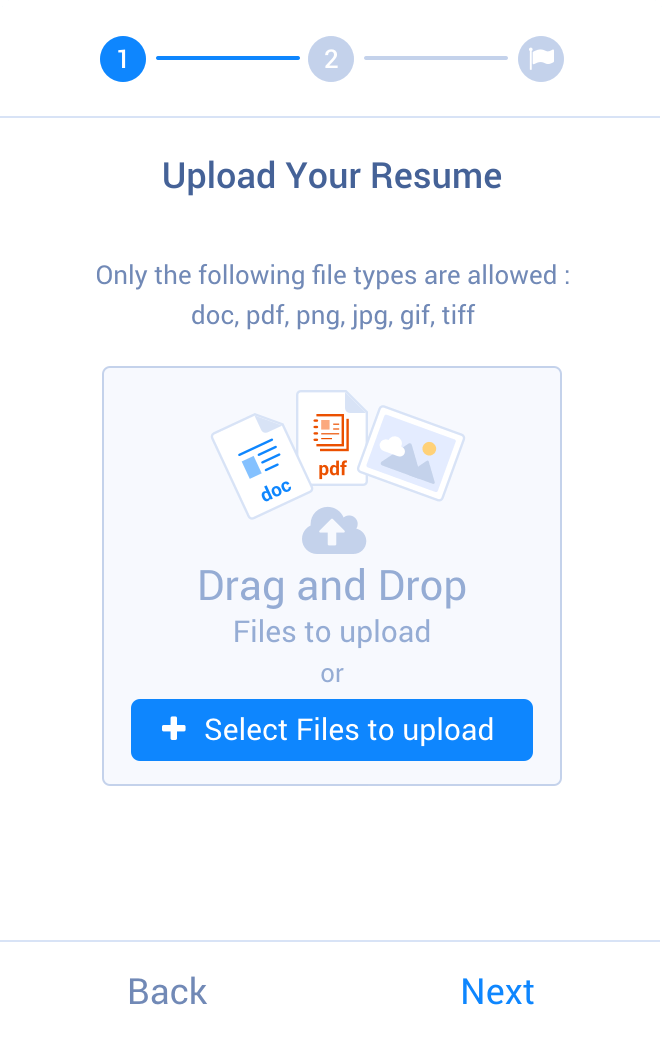 1 2
Upload Your Resume
Only the following file types are allowed :
doc, pdf, png, jpg, gif, tiff
doc pdf
Drag and Drop
Files to upload
or
Select Files to upload
Back Next